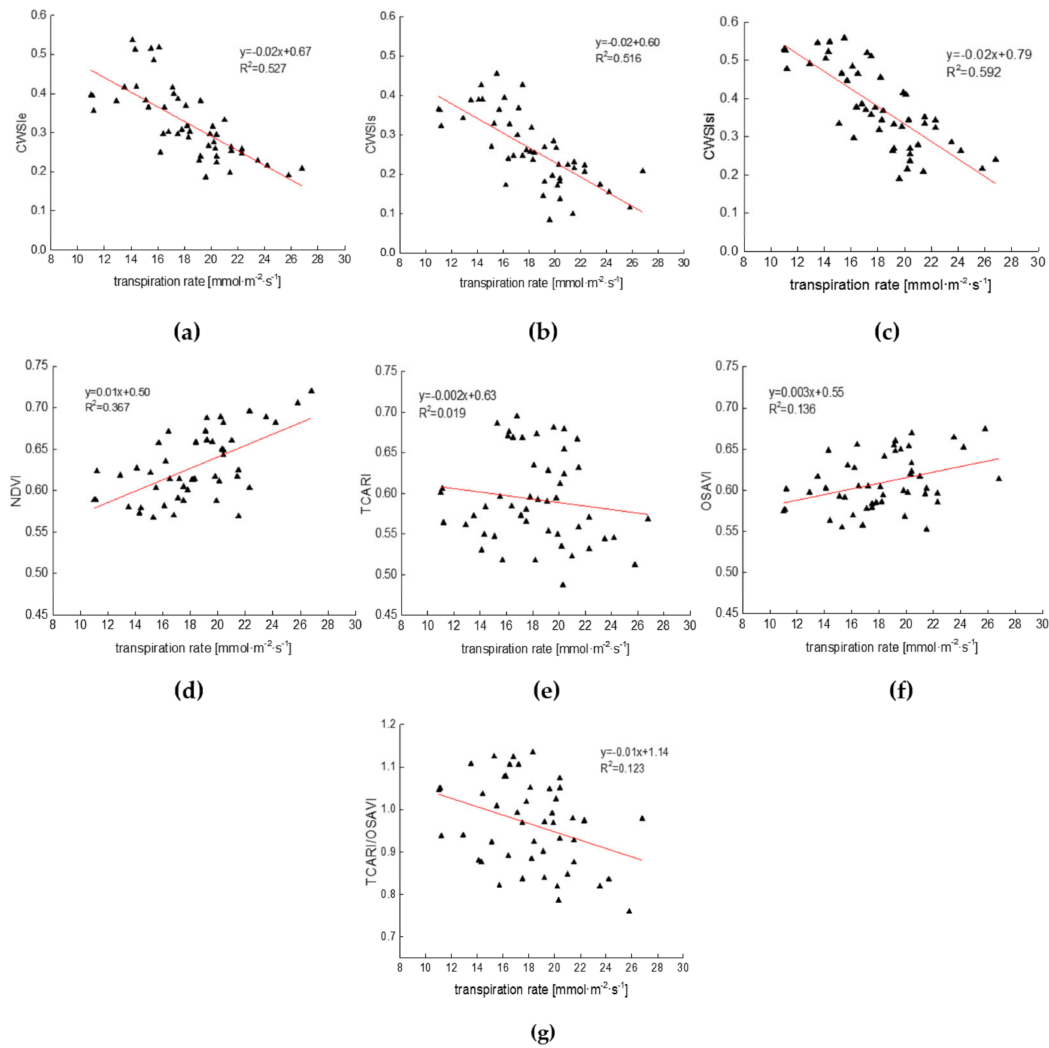 y=-0.02x+0.67
R²=0.527
CWSIe
0.6
0.5
0.4
0.3
0.2
0.1
0.0
8 10 12 14 16 18 20 22 24 26 28 30
transpiration rate [mmol·m⁻²·s⁻¹]
(a)
y=-0.02+0.60
R²=0.516
CWSIs
0.6
0.5
0.4
0.3
0.2
0.1
0.0
8 10 12 14 16 18 20 22 24 26 28 30
transpiration rate [mmol·m⁻²·s⁻¹]
(b)
y=-0.02x+0.79
R²=0.592
CWSIsi
0.6
0.5
0.4
0.3
0.2
0.1
0.0
8 10 12 14 16 18 20 22 24 26 28 30
transpiration rate [mmol·m⁻²·s⁻¹]
(c)
y=0.01x+0.50
R²=0.367
NDVI
0.75
0.70
0.65
0.60
0.55
0.50
0.45
8 10 12 14 16 18 20 22 24 26 28 30
transpiration rate [mmol·m⁻²·s⁻¹]
(d)
y=-0.002x+0.63
R²=0.019
TCARI
0.75
0.70
0.65
0.60
0.55
0.50
0.45
8 10 12 14 16 18 20 22 24 26 28 30
transpiration rate [mmol·m⁻²·s⁻¹]
(e)
y=0.003x+0.55
R²=0.136
OSAVI
0.75
0.70
0.65
0.60
0.55
0.50
0.45
8 10 12 14 16 18 20 22 24 26 28 30
transpiration rate [mmol·m⁻²·s⁻¹]
(f)
y=-0.01x+1.14
R²=0.123
TCARI/OSAVI
1.2
1.1
1.0
0.9
0.8
0.7
8 10 12 14 16 18 20 22 24 26 28 30
transpiration rate [mmol·m⁻²·s⁻¹]
(g)